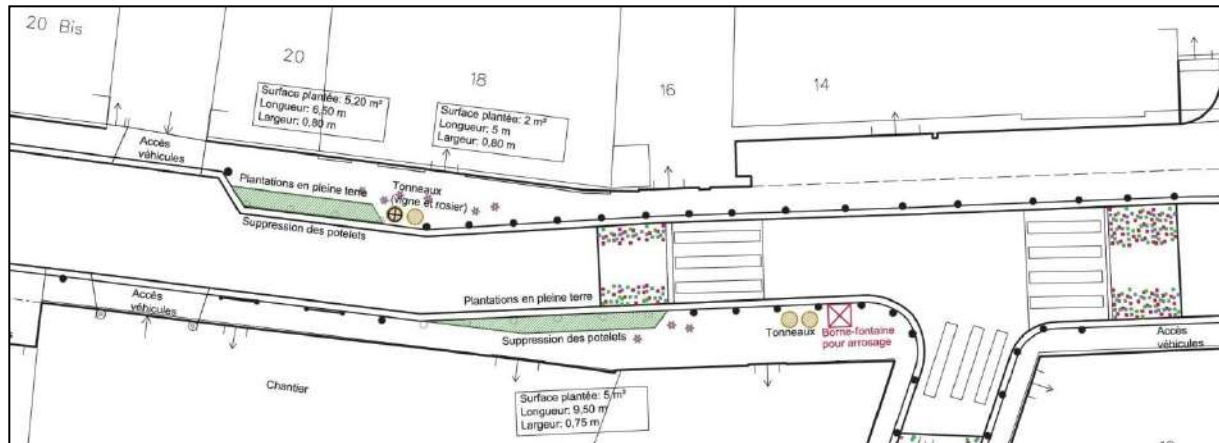 20 Bis
20
18
16
14
Surface plantée: 5,20 m²
Longueur: 6,50 m
Largeur: 0,80 m
Surface plantée: 2 m²
Longueur: 5 m
Largeur: 0,80 m
Accès
véhicules
Plantations en pleine terre
Tonneaux
(vigne et rosier)
Suppression des potelets
Accès
véhicules
Plantations en pleine terre
Suppression des potelets
Tonneaux
Borne-fontaine
pour arrosage
Accès
véhicules
Chantier
Surface plantée: 5 m²
Longueur: 9,50 m
Largeur: 0,75 m